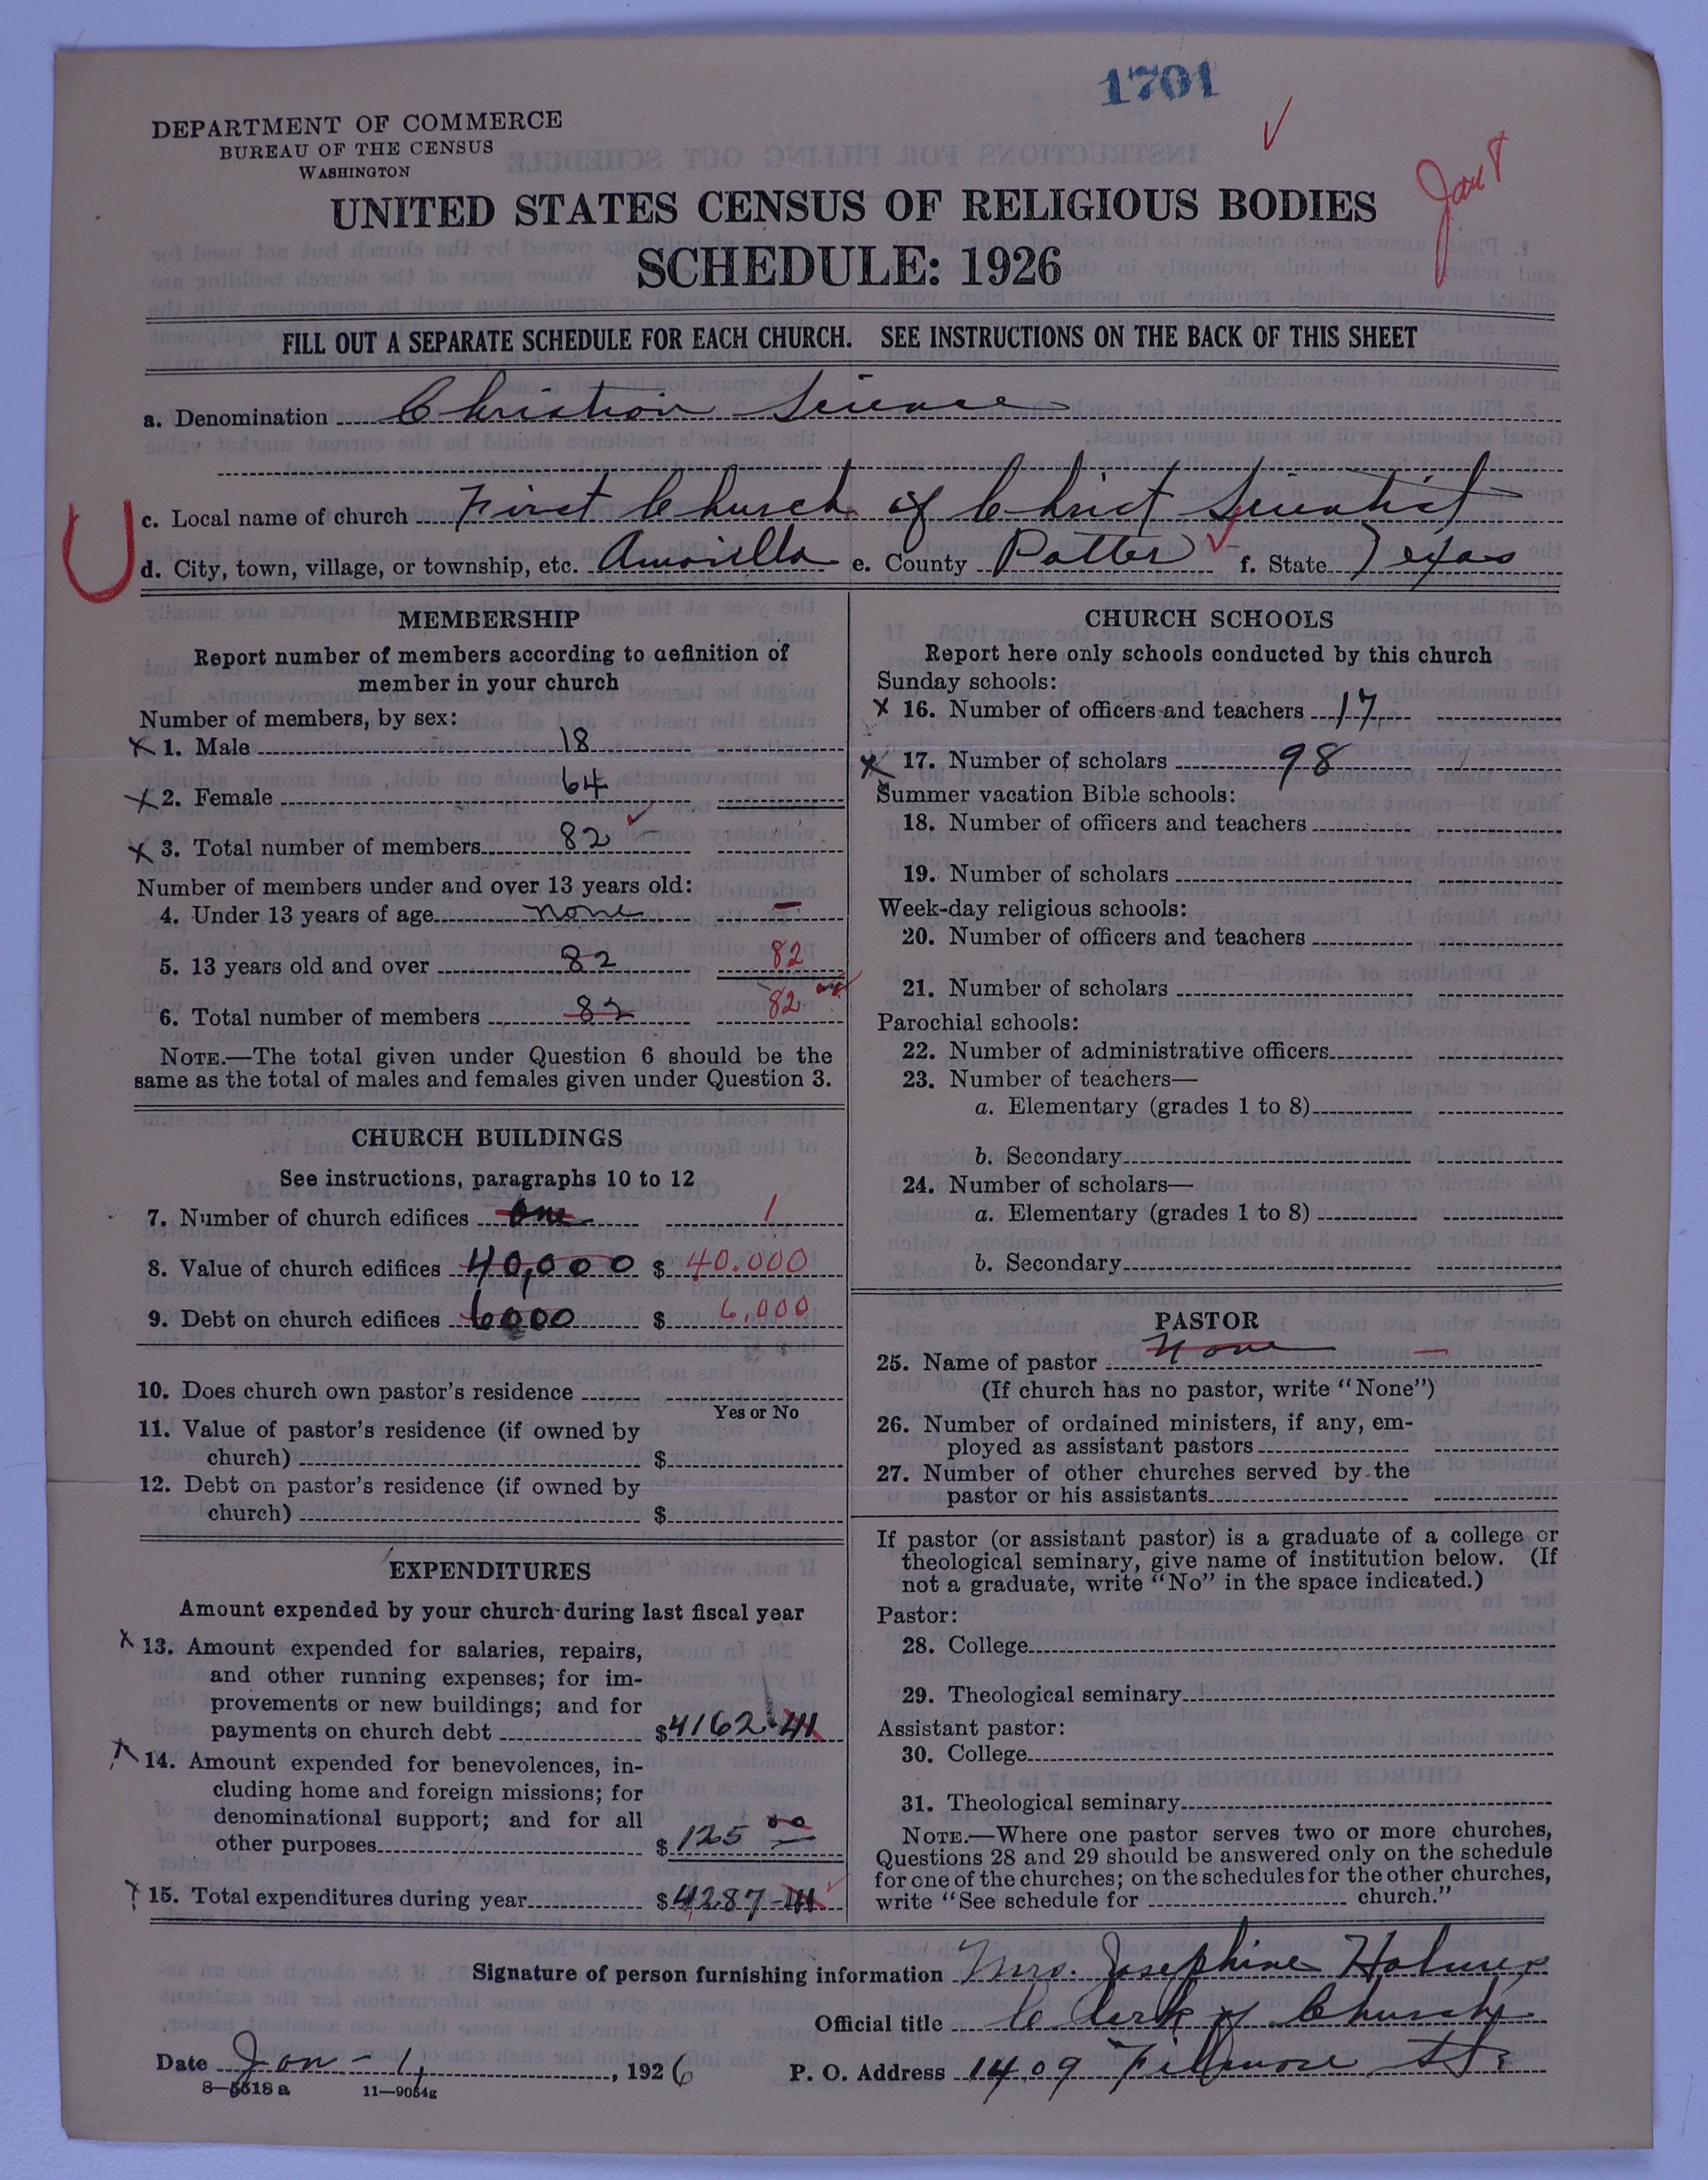 1701
DEPARTMENT OF COMMERCE
BUREAU OF THE CENSUS
WASHINGTON
Jan 8
UNITED STATES CENSUS OF RELIGIOUS BODIES
SCHEDULE: 1926
FILL OUT A SEPARATE SCHEDULE FOR EACH CHURCH. SEE INSTRUCTIONS ON THE BACK OF THIS SHEET
a. Denomination Christian Science
c. Local name of church First Church of Christ Scientist
d. City, town, village, or township, etc. Amarillo e. County Potter f. State Texas
MEMBERSHIP
Report number of members according to definition of
member in your church
Number of members, by sex:
x 1. Male 18
x 2. Female 64
x 3. Total number of members 82
Number of members under and over 13 years old:
4. Under 13 years of age none –
5. 13 years old and over 82 82
6. Total number of members 82 82
NOTE.—The total given under Question 6 should be the
same as the total of males and females given under Question 3.
CHURCH BUILDINGS
See instructions, paragraphs 10 to 12
7. Number of church edifices one 1
8. Value of church edifices 40,000 $ 40.000
9. Debt on church edifices 6000 $ 6,000
10. Does church own pastor's residence
Yes or No
11. Value of pastor's residence (if owned by
church) $
12. Debt on pastor's residence (if owned by
church) $
EXPENDITURES
Amount expended by your church during last fiscal year
x 13. Amount expended for salaries, repairs,
and other running expenses; for im-
provements or new buildings; and for
payments on church debt $4162.41
x 14. Amount expended for benevolences, in-
cluding home and foreign missions; for
denominational support; and for all
other purposes $125 00
x 15. Total expenditures during year $4287-41
CHURCH SCHOOLS
Report here only schools conducted by this church
Sunday schools:
x 16. Number of officers and teachers 17
x 17. Number of scholars 98
Summer vacation Bible schools:
18. Number of officers and teachers
19. Number of scholars
Week-day religious schools:
20. Number of officers and teachers
21. Number of scholars
Parochial schools:
22. Number of administrative officers
23. Number of teachers—
a. Elementary (grades 1 to 8)
b. Secondary
24. Number of scholars—
a. Elementary (grades 1 to 8)
b. Secondary
PASTOR
25. Name of pastor None –
(If church has no pastor, write "None")
26. Number of ordained ministers, if any, em-
ployed as assistant pastors
27. Number of other churches served by the
pastor or his assistants
If pastor (or assistant pastor) is a graduate of a college or
theological seminary, give name of institution below. (If
not a graduate, write "No" in the space indicated.)
Pastor:
28. College
29. Theological seminary
Assistant pastor:
30. College
31. Theological seminary
NOTE.—Where one pastor serves two or more churches,
Questions 28 and 29 should be answered only on the schedule
for one of the churches; on the schedules for the other churches,
write "See schedule for church."
Signature of person furnishing information Mrs. Josephine Holmes
Official title Clerk of Church
Date Jan - 4, 1926 P. O. Address 1409 Filmore St.
8—5518 a 11—9054g